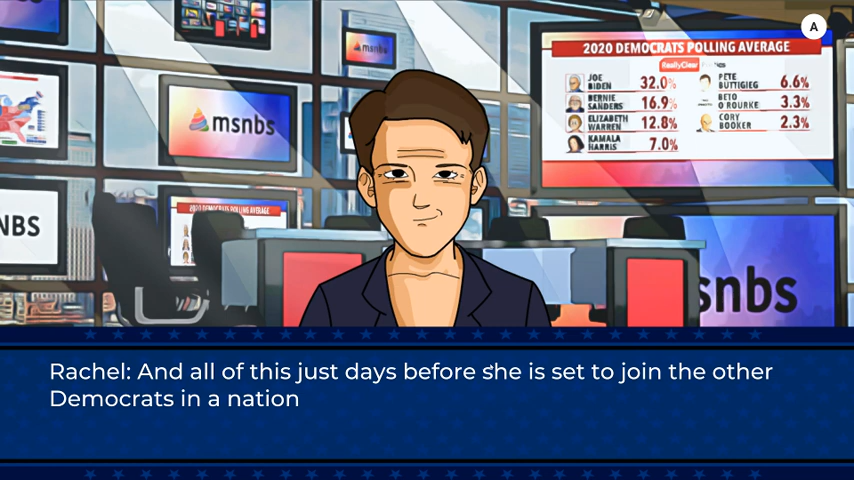 A
2020 DEMOCRATS POLLING AVERAGE
ReallyClear
JOE BIDEN 32.0%
BERNIE SANDERS 16.9%
ELIZABETH WARREN 12.8%
KAMALA HARRIS 7.0%
PETE BUTTIGIEG 6.6%
BETO O'ROURKE 3.3%
CORY BOOKER 2.3%
msnbs
msnbs
NBS
2020 DEMOCRATS POLLING AVERAGE
snbs
Rachel: And all of this just days before she is set to join the other
Democrats in a nation